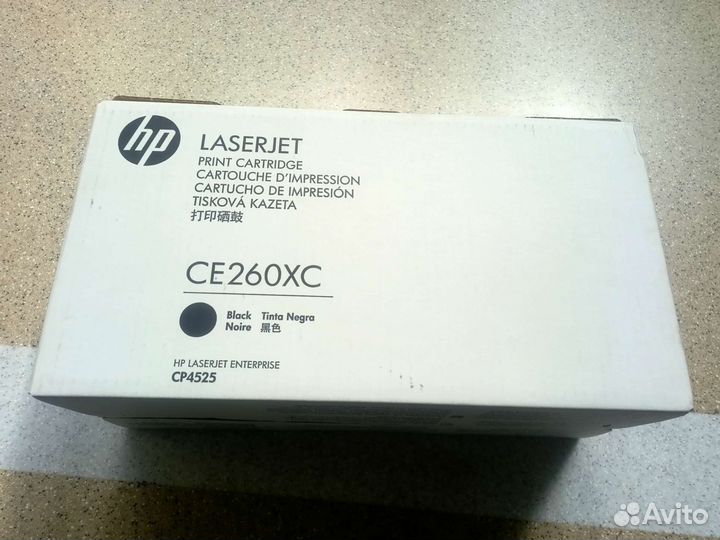 hp
LASERJET
PRINT CARTRIDGE
CARTOUCHE D'IMPRESSION
CARTUCHO DE IMPRESIÓN
TISKOVÁ KAZETA
打印硒鼓
CE260XC
Black Tinta Negra
Noire 黑色
HP LASERJET ENTERPRISE
CP4525
Avito